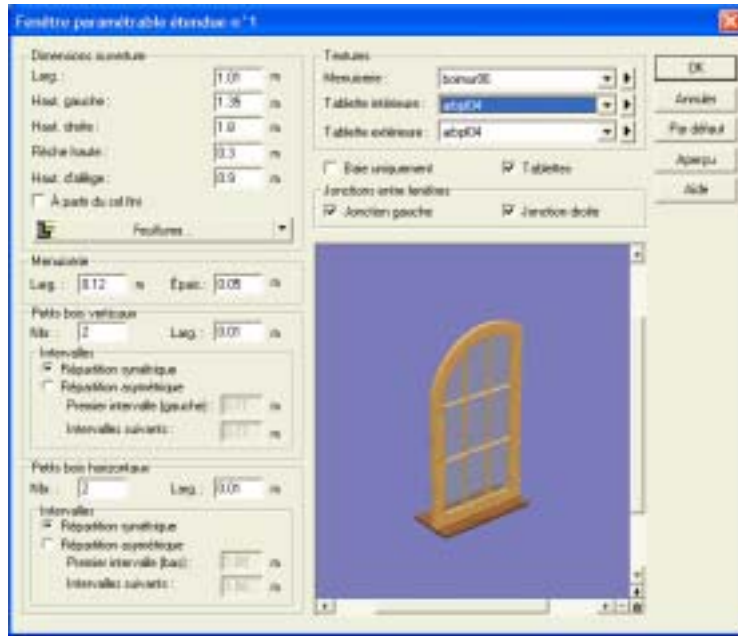 Fenêtre paramétrable étendue n°1
Dimensions ouverture
Larg. : 1.01 m
Haut. gauche : 1.35 m
Haut. droite : 1.8 m
Flèche haute : 0.3 m
Haut. d'allège : 0.9 m
À partir du sol fini
Feuillures...
Menuiserie
Larg. : 0.12 m Épais. : 0.05 m
Petits bois verticaux
Nb : 2 Larg. : 0.01 m
Intervalles
Répartition symétrique
Répartition asymétrique
Premier intervalle (gauche) : m
Intervalles suivants : m
Petits bois horizontaux
Nb : 2 Larg. : 0.01 m
Intervalles
Répartition symétrique
Répartition asymétrique
Premier intervalle (bas) : m
Intervalles suivants : m
Textures
Menuiserie :
Tablette intérieure : arbpl04
Tablette extérieure : arbpl04
Baie uniquement Tablettes
Jonctions entre fenêtres
Jonction gauche Jonction droite
OK
Annuler
Par défaut
Aperçu
Aide